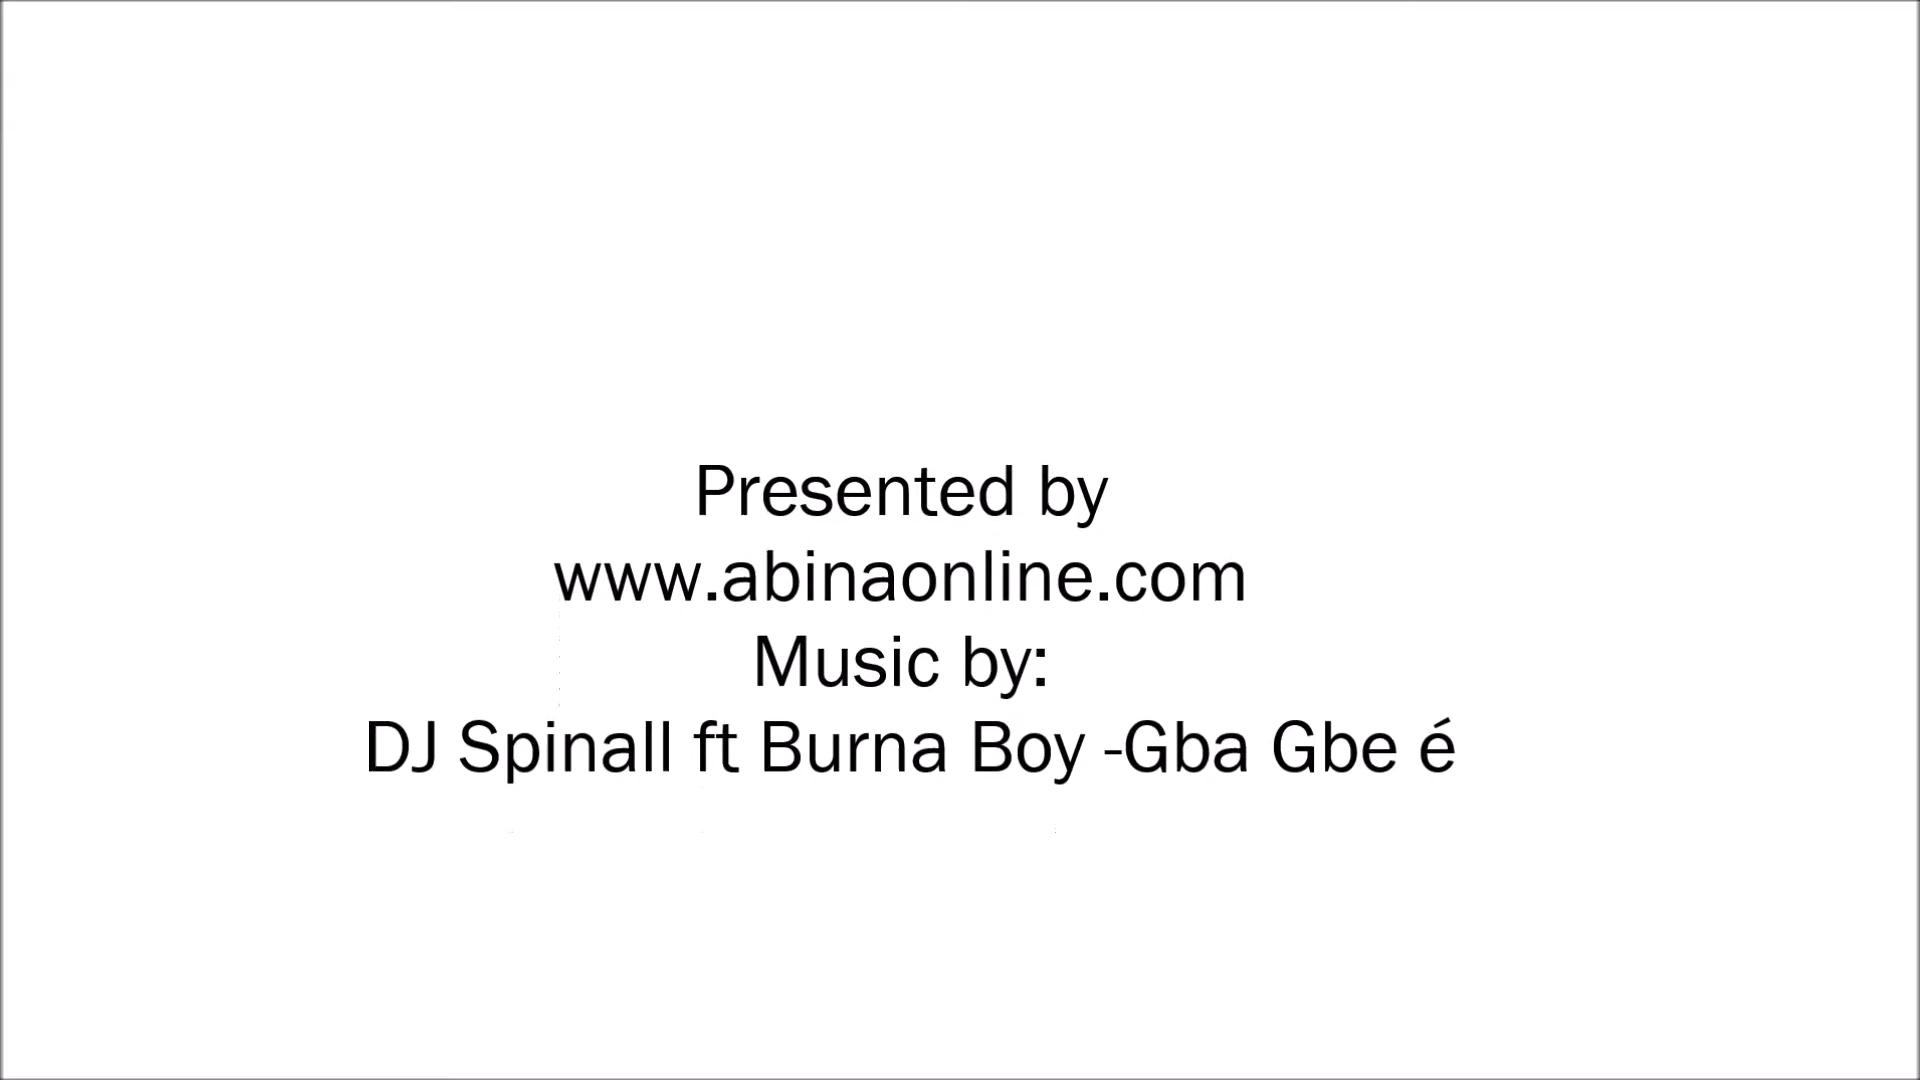 Presented by
www.abinaonline.com
Music by:
DJ Spinall ft Burna Boy -Gba Gbe é